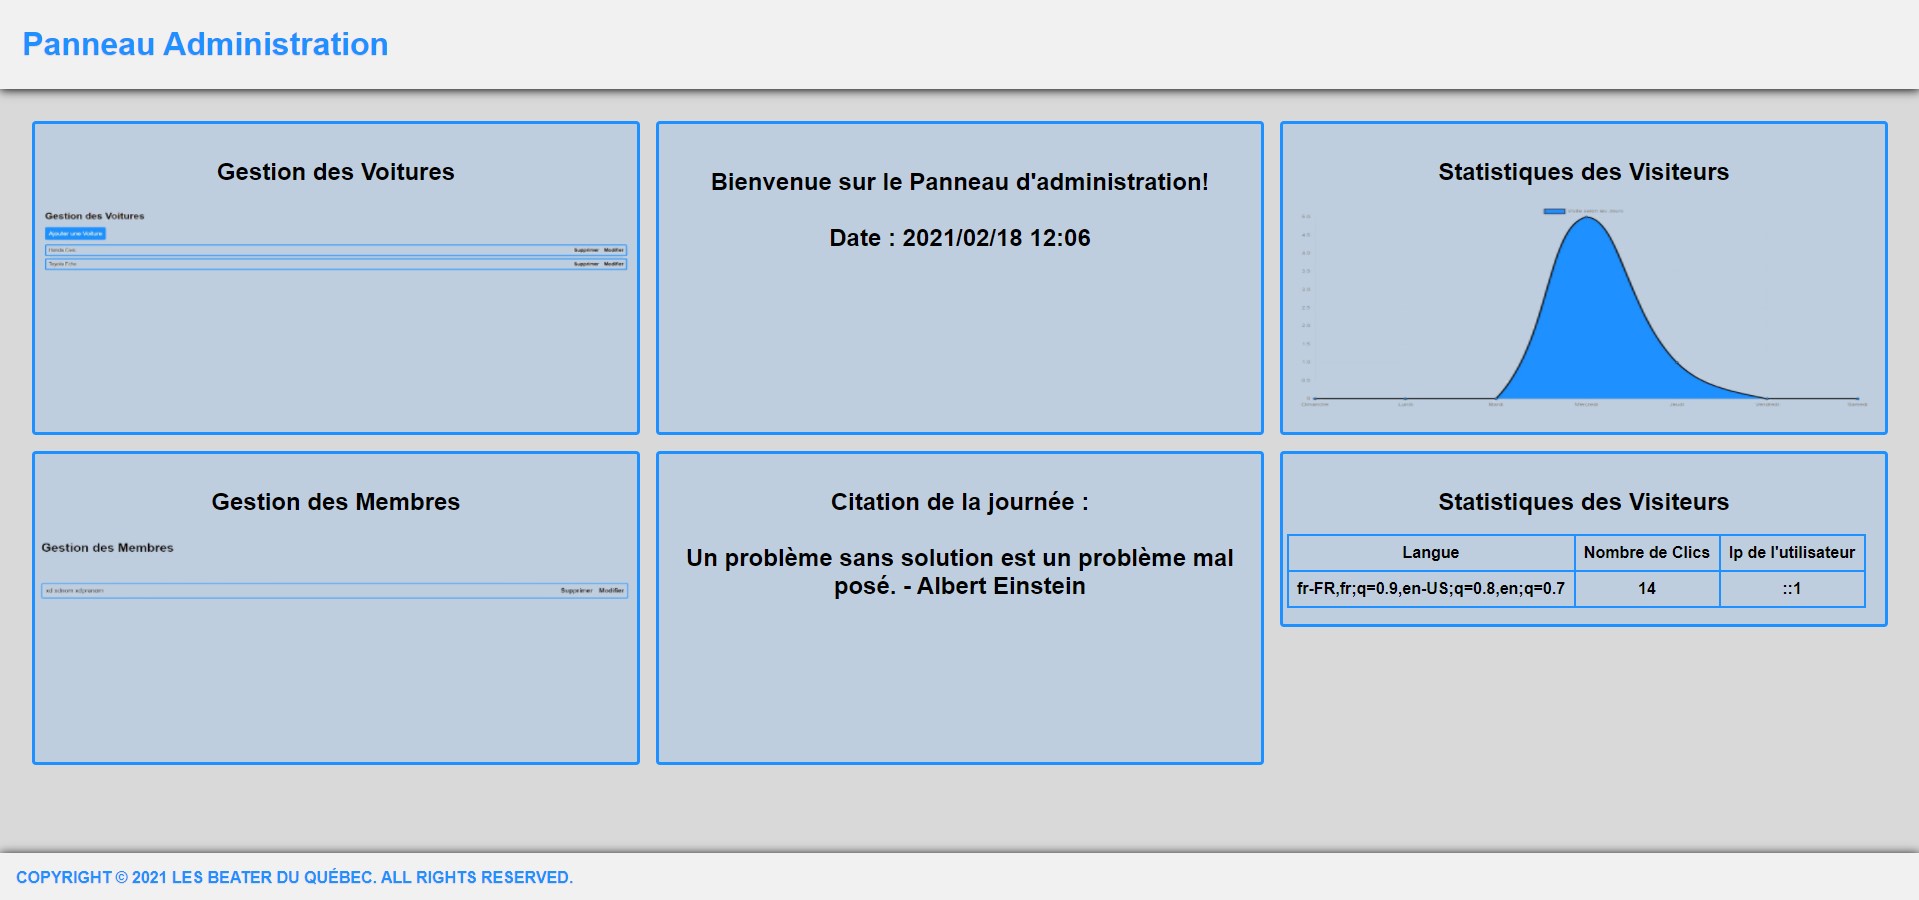 Panneau Administration
Gestion des Voitures
Gestion des Voitures
Ajouter une Voiture
Honda Civic
Supprimer Modifier
Supprimer Modifier
Bienvenue sur le Panneau d'administration!
Date : 2021/02/18 12:06
Statistiques des Visiteurs
Gestion des Membres
Gestion des Membres
Supprimer Modifier
Citation de la journée :
Un problème sans solution est un problème mal
posé. - Albert Einstein
Statistiques des Visiteurs
Langue Nombre de Clics Ip de l'utilisateur
fr-FR,fr;q=0.9,en-US;q=0.8,en;q=0.7 14 ::1
COPYRIGHT © 2021 LES BEATER DU QUÉBEC. ALL RIGHTS RESERVED.